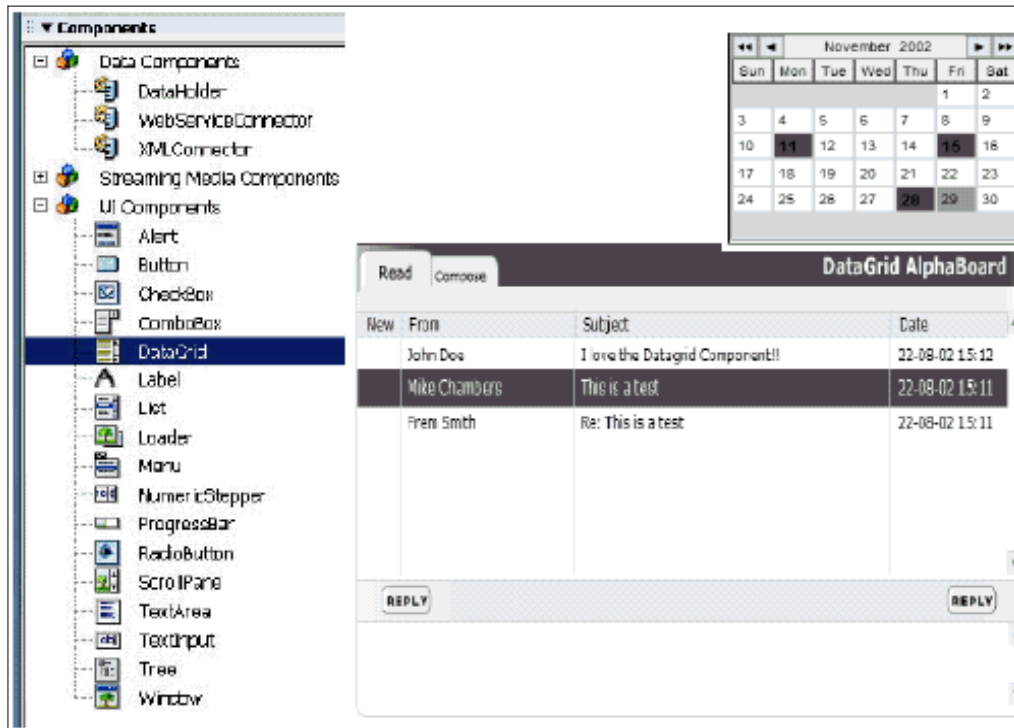 Components
Data Components
DataHolder
WebServiceConnector
XMLConnector
Streaming Media Components
UI Components
Alert
Button
CheckBox
ComboBox
DataGrid
Label
List
Loader
Menu
NumericStepper
ProgressBar
RadioButton
ScrollPane
TextArea
TextInput
Tree
Window
November 2002
Sun Mon Tue Wed Thu Fri Sat
1 2
3 4 5 6 7 8 9
10 11 12 13 14 15 16
17 18 19 20 21 22 23
24 25 26 27 28 29 30
Read Compose
DataGrid AlphaBoard
New From Subject Date
John Doe I love the Datagrid Component!! 22-08-02 15:12
Mike Chambers This is a test 22-08-02 15:11
Prem Smith Re: This is a test 22-08-02 15:11
REPLY REPLY